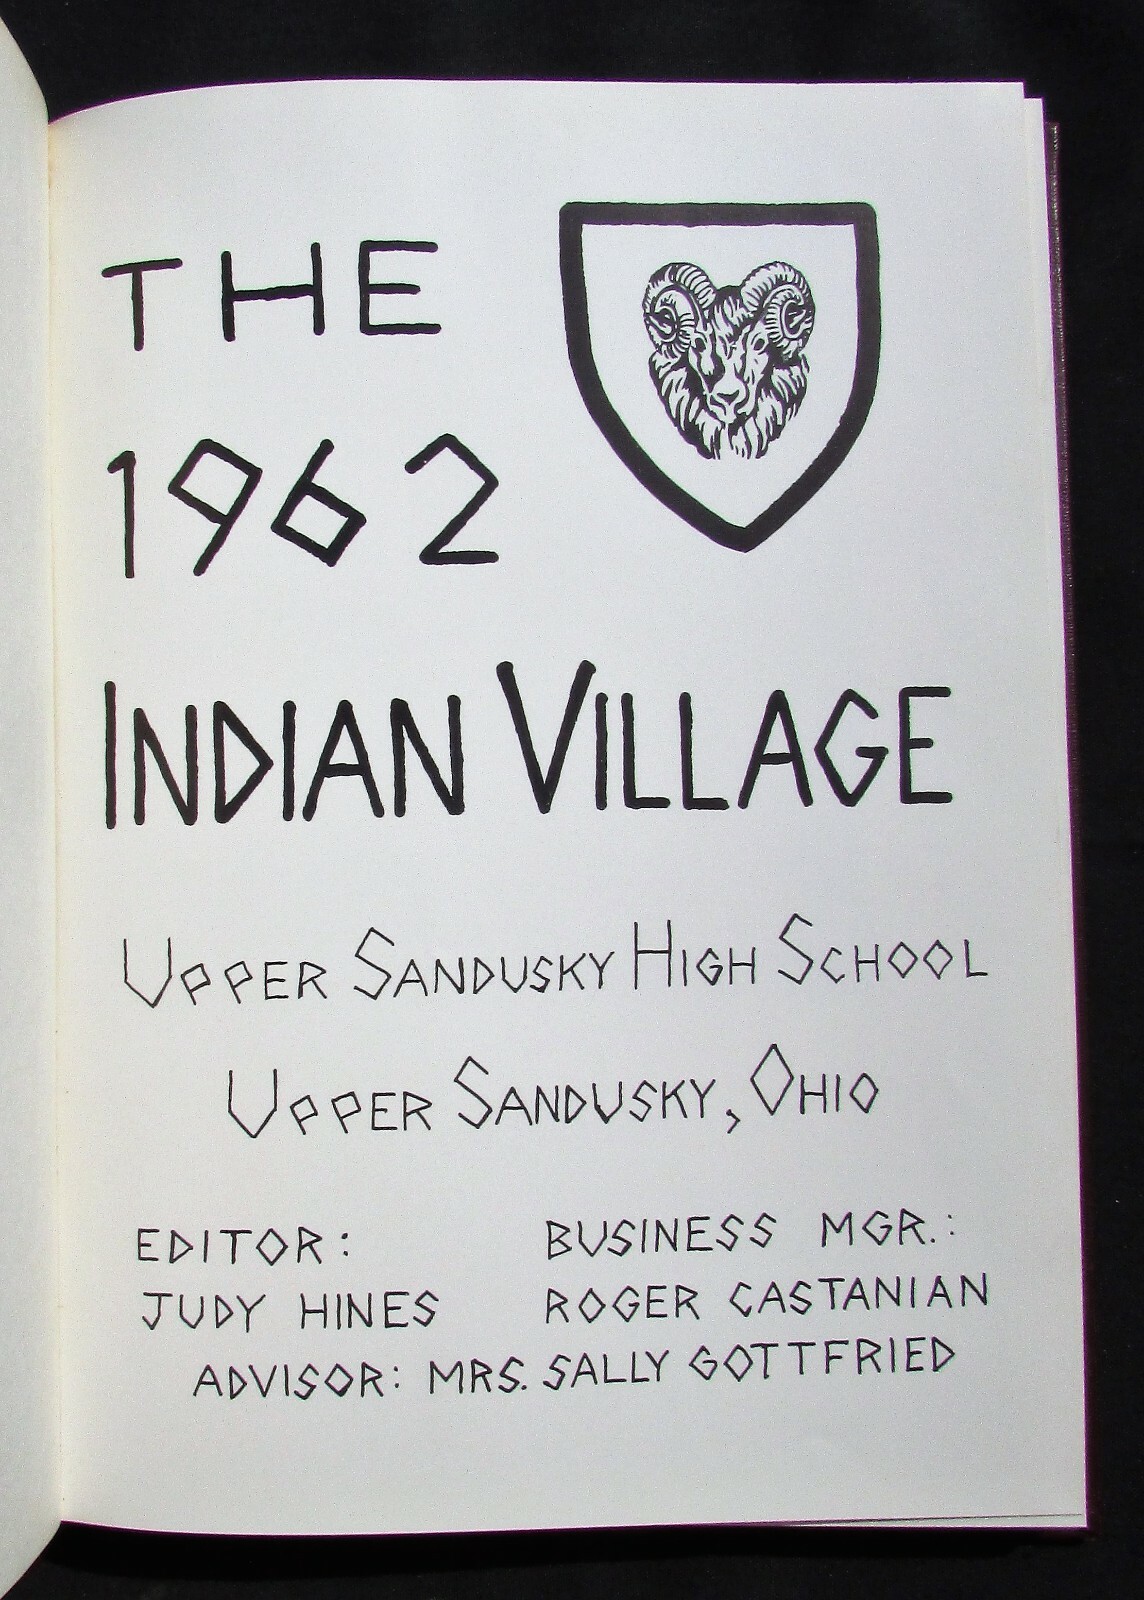 THE
1962
INDIAN VILLAGE
UPPER SANDUSKY HIGH SCHOOL
UPPER SANDUSKY, OHIO
EDITOR: BUSINESS MGR.:
JUDY HINES ROGER CASTANIAN
ADVISOR: MRS. SALLY GOTTFRIED